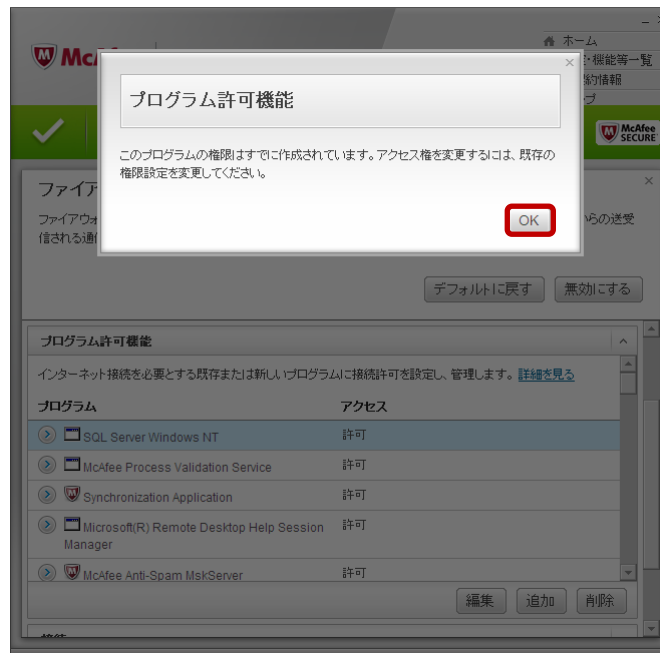 ホーム
McA
機能等一覧
約情報
プ
McAfee
SECURE
プログラム許可機能
このプログラムの権限はすでに作成されています。アクセス権を変更するには、既存の
権限設定を変更してください。
OK
ファイア
ファイアウォ
らの送受
信される通信
デフォルトに戻す 無効にする
プログラム許可機能
インターネット接続を必要とする既存または新しいプログラムに接続許可を設定し、管理します。詳細を見る
プログラム アクセス
SQL Server Windows NT 許可
McAfee Process Validation Service 許可
Synchronization Application 許可
Microsoft(R) Remote Desktop Help Session 許可
Manager
McAfee Anti-Spam MskServer 許可
編集 追加 削除